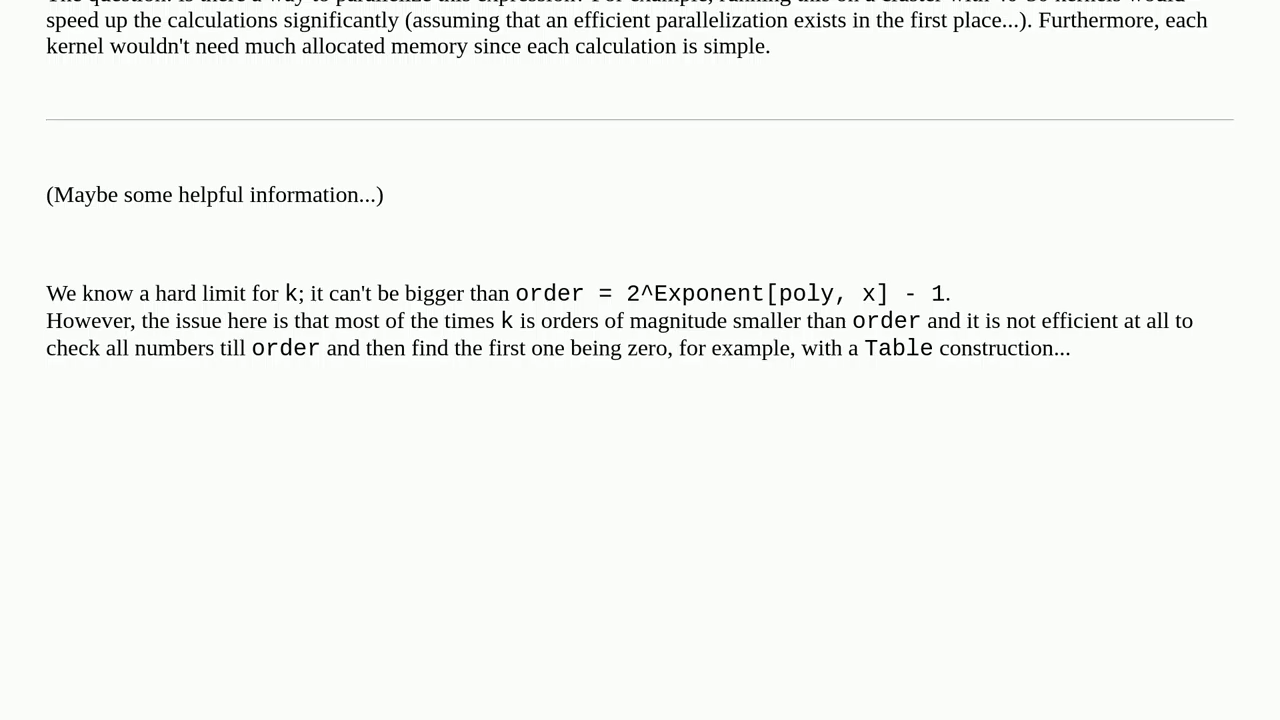 speed up the calculations significantly (assuming that an efficient parallelization exists in the first place...). Furthermore, each
kernel wouldn't need much allocated memory since each calculation is simple.
(Maybe some helpful information...)
We know a hard limit for k; it can't be bigger than order = 2^Exponent[poly, x] - 1.
However, the issue here is that most of the times k is orders of magnitude smaller than order and it is not efficient at all to
check all numbers till order and then find the first one being zero, for example, with a Table construction...